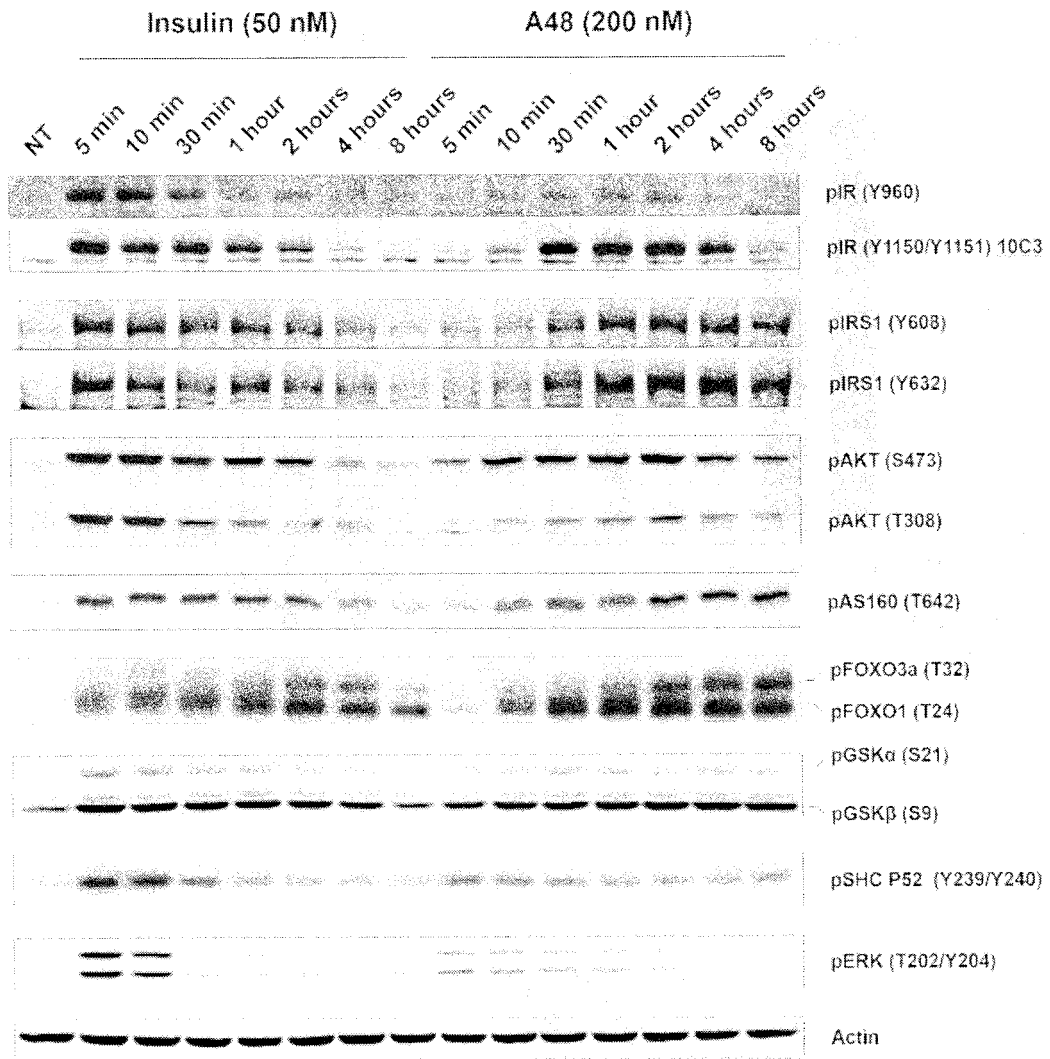 Insulin (50 nM) A48 (200 nM)
NT 5 min 10 min 30 min 1 hour 2 hours 4 hours 8 hours 5 min 10 min 30 min 1 hour 2 hours 4 hours 8 hours
pIR (Y960)
pIR (Y1150/Y1151) 10C3
pIRS1 (Y608)
pIRS1 (Y632)
pAKT (S473)
pAKT (T308)
pAS160 (T642)
pFOXO3a (T32)
pFOXO1 (T24)
pGSKα (S21)
pGSKβ (S9)
pSHC P52 (Y239/Y240)
pERK (T202/Y204)
Actin